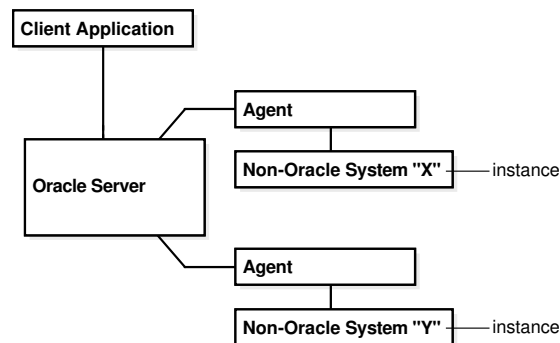 Client Application
Agent
Non-Oracle System "X" instance
Oracle Server
Agent
Non-Oracle System "Y" instance